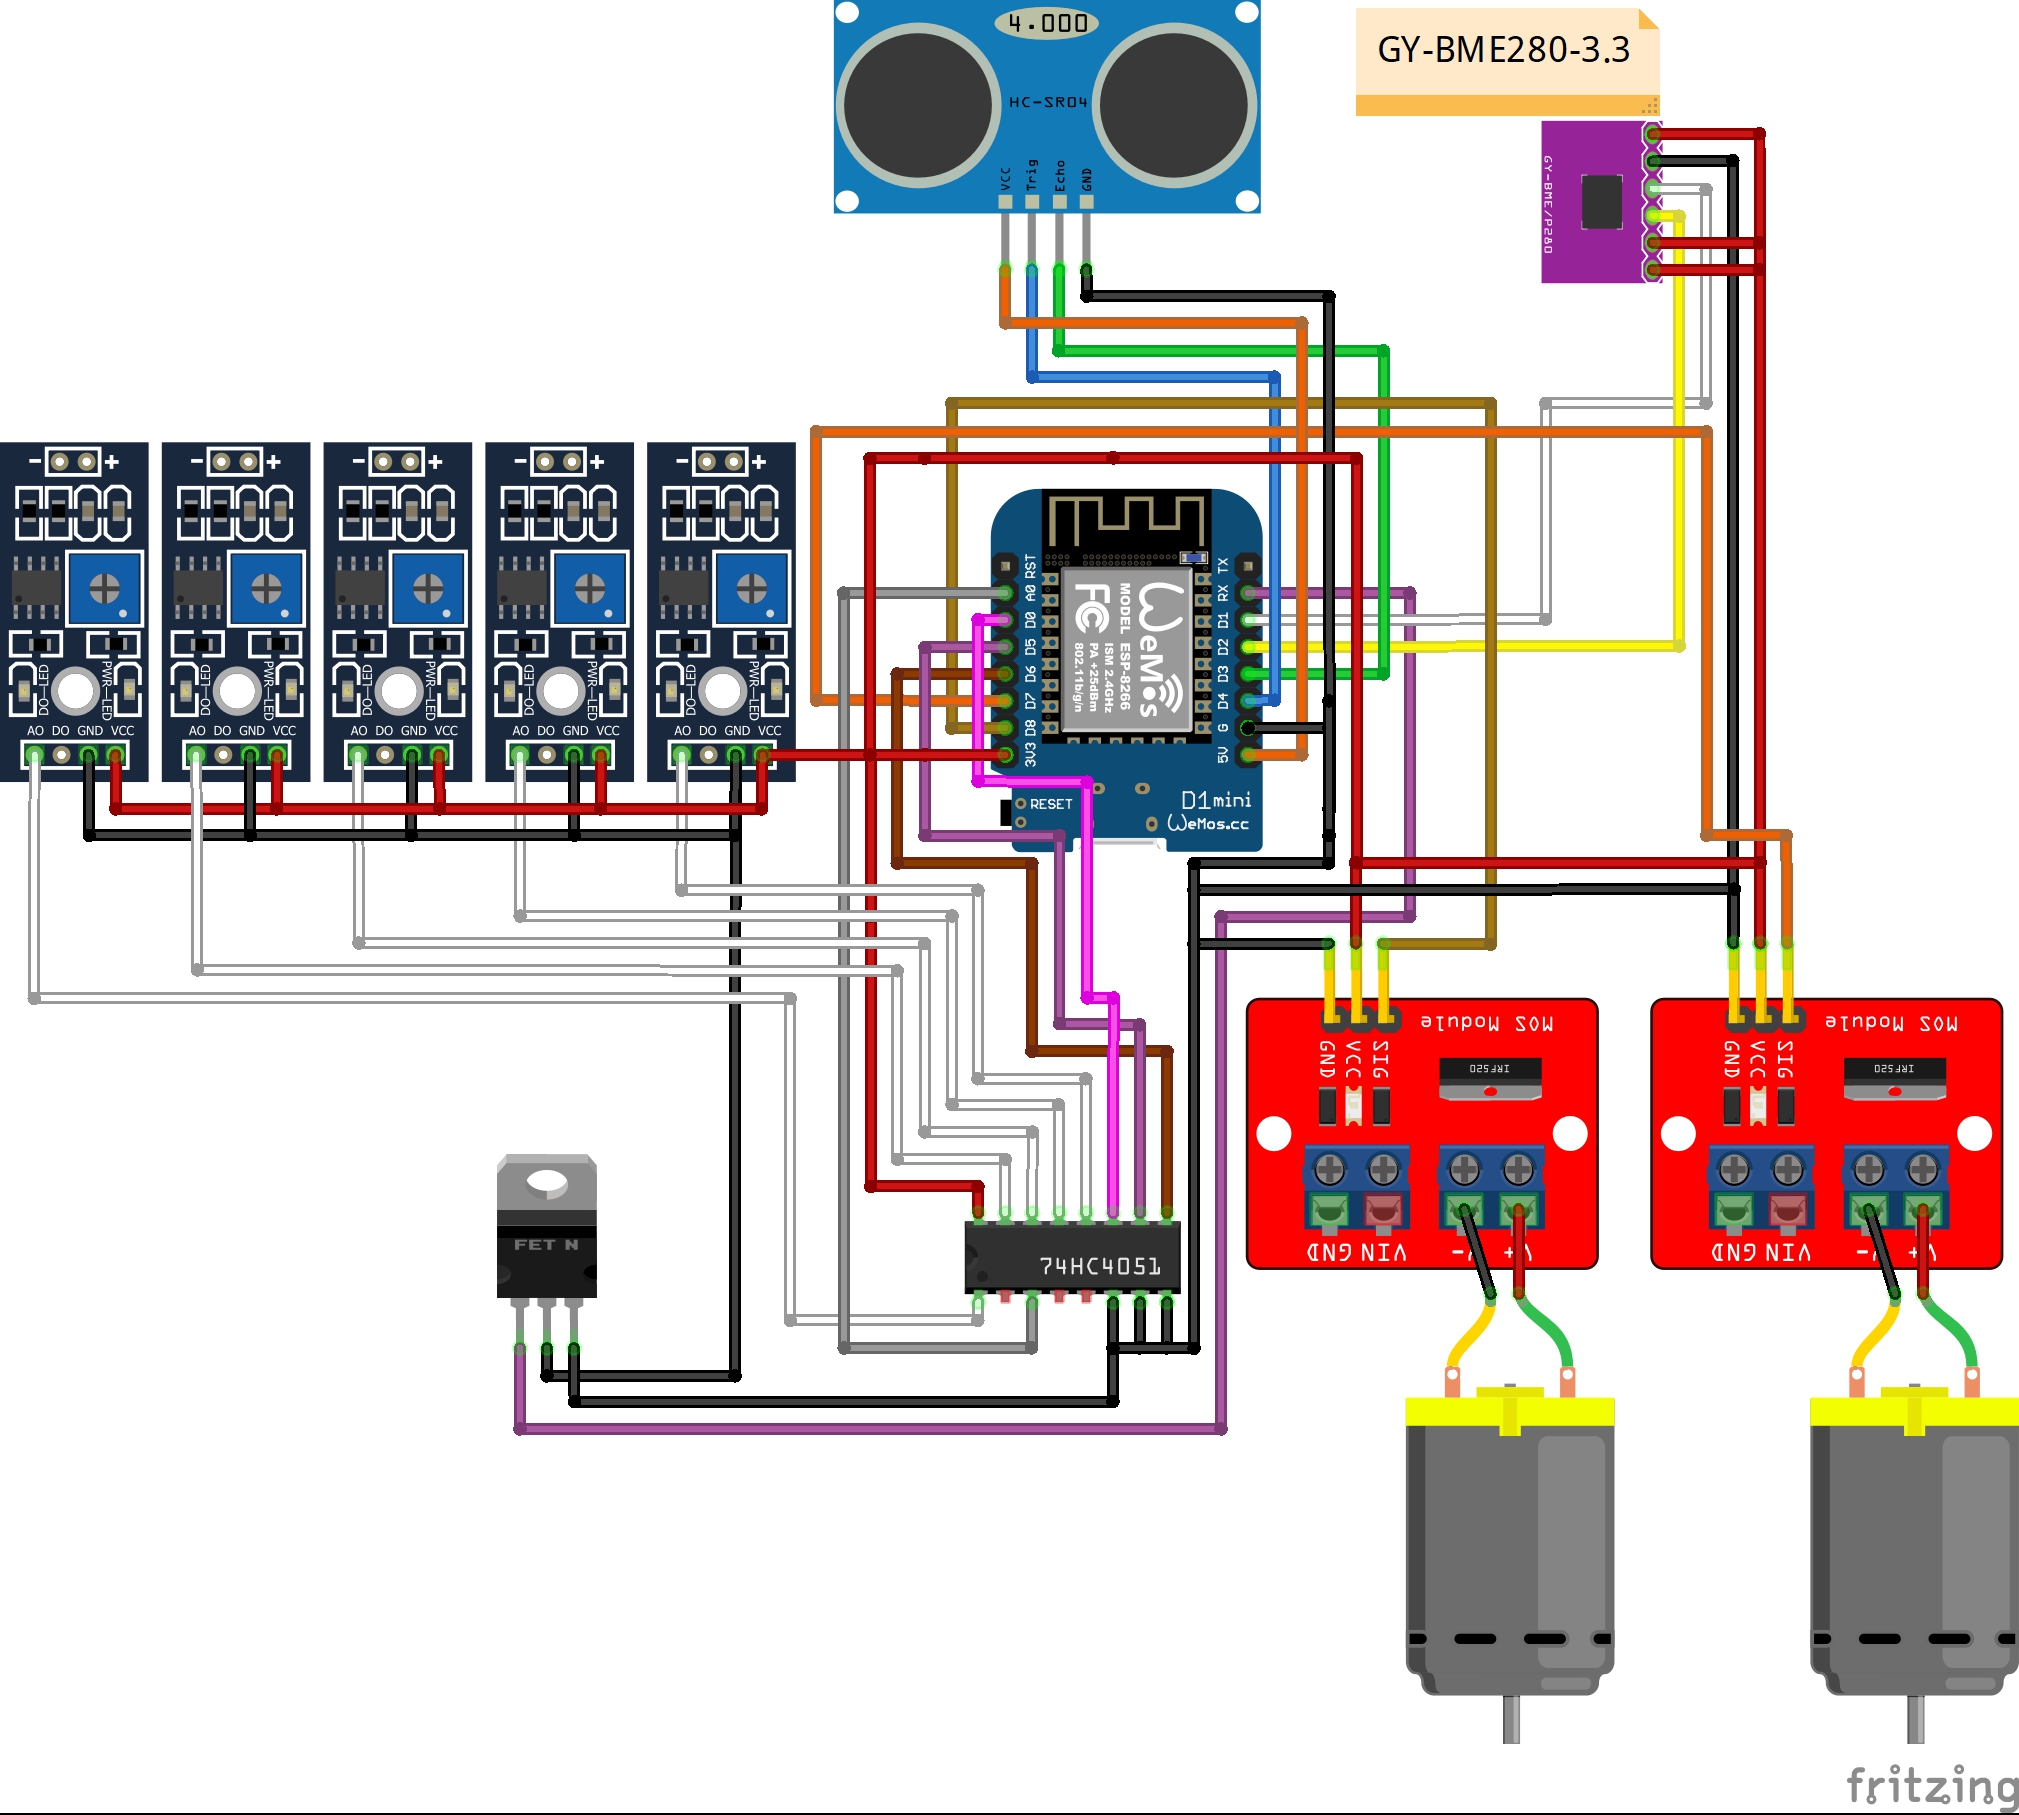 4.000
HC-SR04
VCC
Trig
Echo
GND
GY-BME280-3.3
GY-BME/P280
- +
- +
- +
- +
- +
DO-LED PWR-LED
DO-LED PWR-LED
DO-LED PWR-LED
DO-LED PWR-LED
DO-LED PWR-LED
AO DO GND VCC
AO DO GND VCC
AO DO GND VCC
AO DO GND VCC
AO DO GND VCC
RST
A0
D0
D5
D6
D7
D8
3V3
TX
RX
D1
D2
D3
D4
G
5V
WeMos
FC
MODEL ESP-8266
ISM 2.4GHz
PA +25dBm
802.11b/g/n
RESET
D1mini
WeMos.cc
MOS Module
GND
VCC
SIG
IRF520
GND VIN V- V+
MOS Module
GND
VCC
SIG
IRF520
GND VIN V- V+
FET N
74HC4051
fritzing